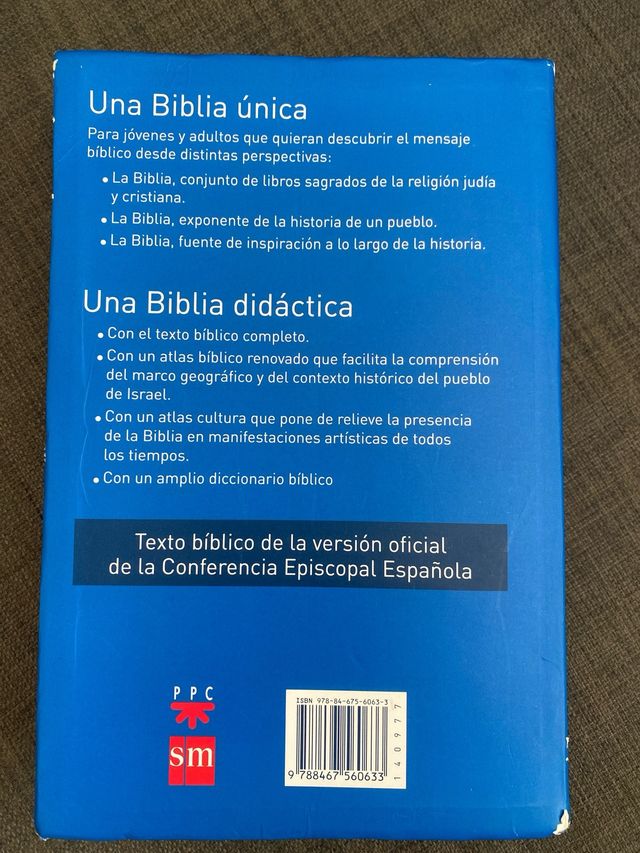 Una Biblia única
Para jóvenes y adultos que quieran descubrir el mensaje
bíblico desde distintas perspectivas:
• La Biblia, conjunto de libros sagrados de la religión judía
y cristiana.
• La Biblia, exponente de la historia de un pueblo.
• La Biblia, fuente de inspiración a lo largo de la historia.
Una Biblia didáctica
• Con el texto bíblico completo.
• Con un atlas bíblico renovado que facilita la comprensión
del marco geográfico y del contexto histórico del pueblo
de Israel.
• Con un atlas cultura que pone de relieve la presencia
de la Biblia en manifestaciones artísticas de todos
los tiempos.
• Con un amplio diccionario bíblico
Texto bíblico de la versión oficial
de la Conferencia Episcopal Española
PPC
sm
ISBN 978-84-675-6063-3
9 788467 560633
140977